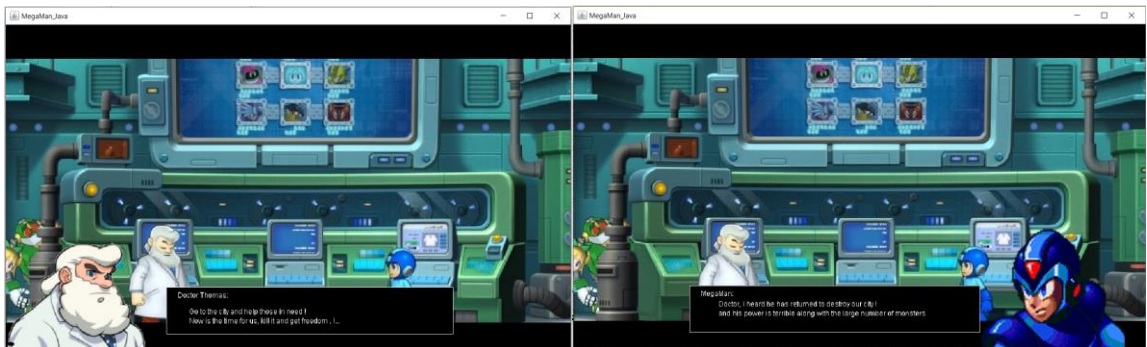 MegaMan_Java
Docter Thomas:
Go to the city and help those in need !
Now is the time for us, kill it and get freedom , !...
MegaMan_Java
MegaMan:
Doctor, I heard he has returned to destroy our city !
and his power is terrible along with the large number of monsters